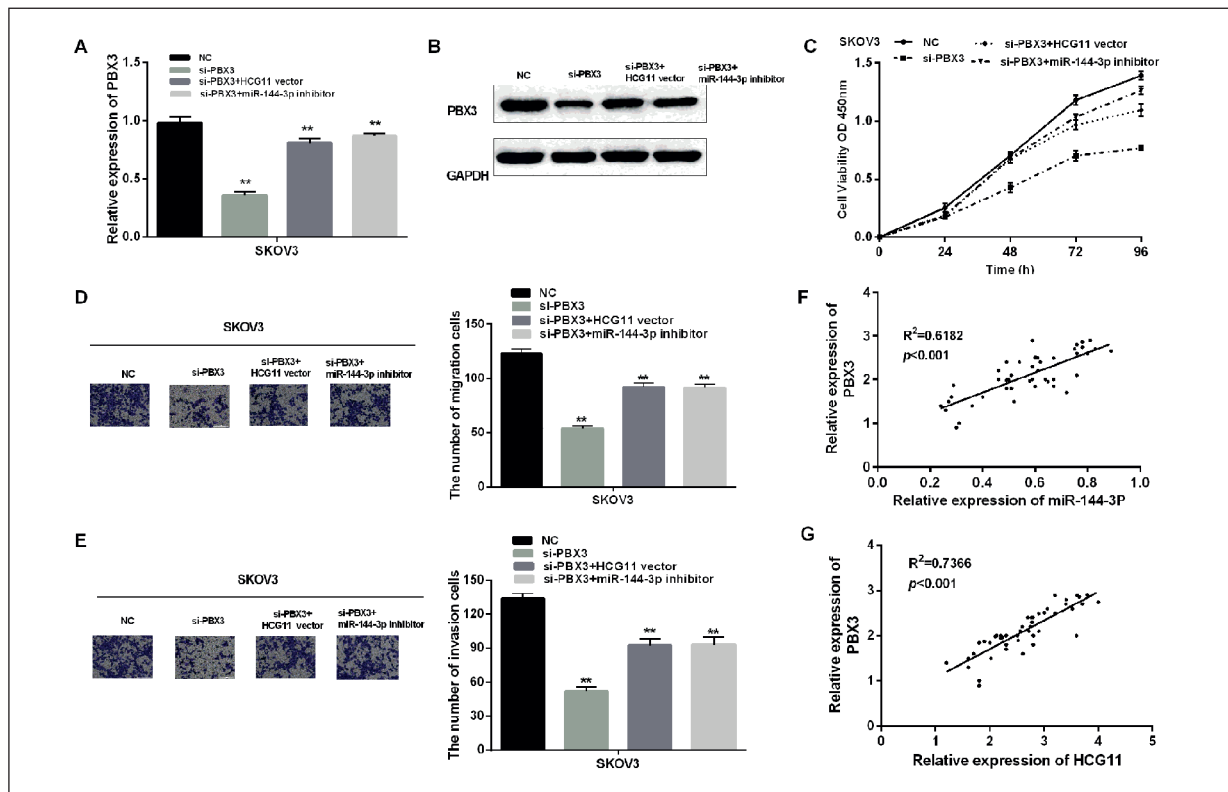 A
NC
si-PBX3
si-PBX3+HCG11 vector
si-PBX3+miR-144-3p inhibitor
Relative expression of PBX3
1.5
1.0
0.5
0.0
**
**
**
SKOV3
B
NC
si-PBX3
si-PBX3+
HCG11 vector
si-PBX3+
miR-144-3p inhibitor
PBX3
GAPDH
C
SKOV3
NC
si-PBX3
si-PBX3+HCG11 vector
si-PBX3+miR-144-3p inhibitor
Cell Viability OD 450nm
1.5
1.0
0.5
0.0
0
24
48
72
96
Time (h)
D
SKOV3
NC
si-PBX3
si-PBX3+
HCG11 vector
si-PBX3+
miR-144-3p inhibitor
NC
si-PBX3
si-PBX3+HCG11 vector
si-PBX3+miR-144-3p inhibitor
The number of migration cells
150
100
50
0
**
**
**
SKOV3
E
SKOV3
NC
si-PBX3
si-PBX3+
HCG11 vector
si-PBX3+
miR-144-3p inhibitor
NC
si-PBX3
si-PBX3+HCG11 vector
si-PBX3+miR-144-3p inhibitor
The number of invasion cells
150
120
90
60
30
0
**
**
**
SKOV3
F
Relative expression of
PBX3
R²=0.6182
p<0.001
4
3
2
1
0
0.0
0.2
0.4
0.6
0.8
1.0
Relative expression of miR-144-3P
G
Relative expression of
PBX3
R²=0.7366
p<0.001
4
3
2
1
0
0
1
2
3
4
5
Relative expression of HCG11